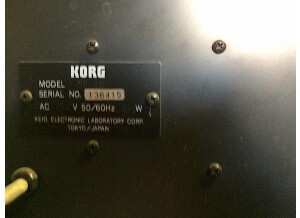 KORG
MODEL
SERIAL NO. 136415
AC V 50/60Hz W
KEIO ELECTRONIC LABORATORY CORP.
TOKYO/JAPAN